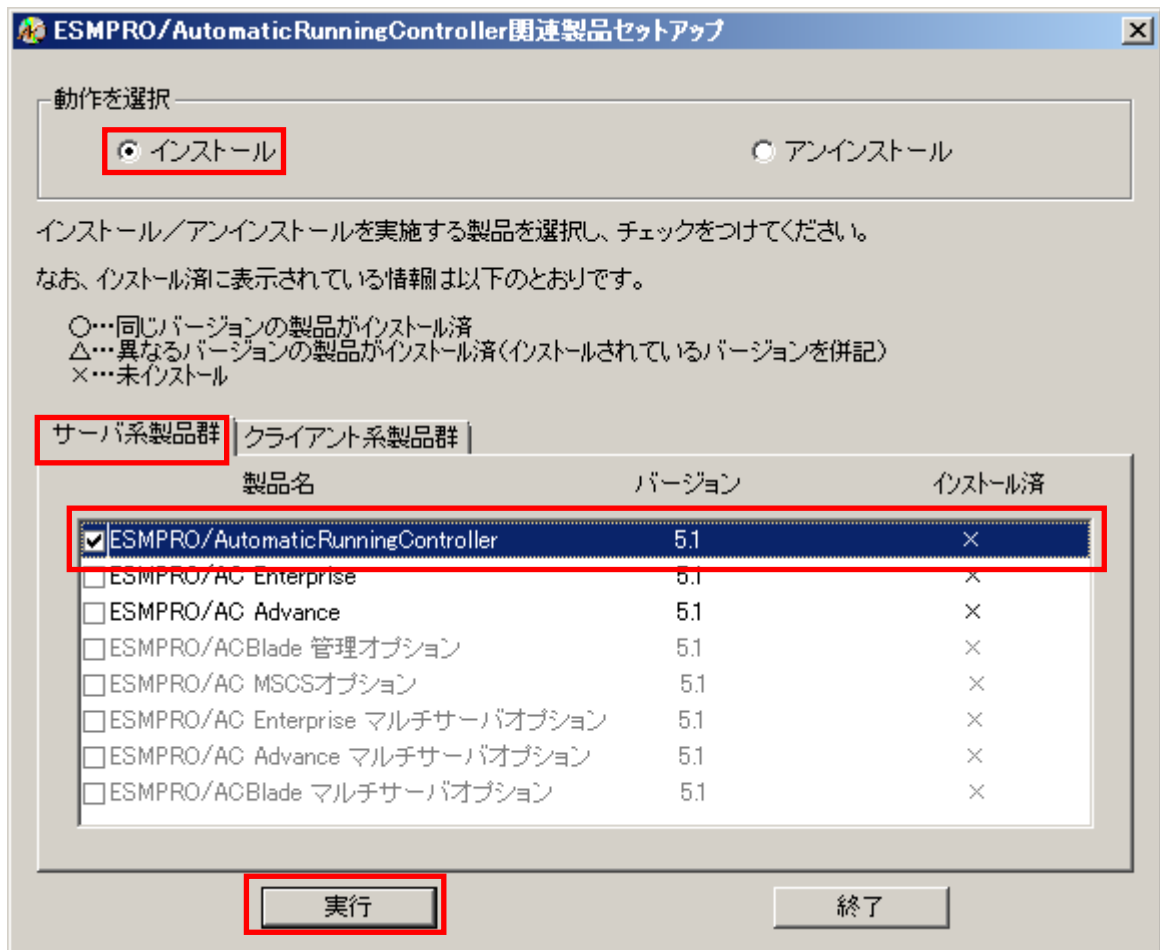 ESMPRO/AutomaticRunningController関連製品セットアップ
動作を選択
インストール アンインストール
インストール／アンインストールを実施する製品を選択し、チェックをつけてください。
なお、インストール済に表示されている情報は以下のとおりです。
○…同じバージョンの製品がインストール済
△…異なるバージョンの製品がインストール済(インストールされているバージョンを併記)
×…未インストール
サーバ系製品群 クライアント系製品群
製品名 バージョン インストール済
ESMPRO/AutomaticRunningController 5.1 ×
ESMPRO/AC Enterprise 5.1 ×
ESMPRO/AC Advance 5.1 ×
ESMPRO/ACBlade 管理オプション 5.1 ×
ESMPRO/AC MSCSオプション 5.1 ×
ESMPRO/AC Enterprise マルチサーバオプション 5.1 ×
ESMPRO/AC Advance マルチサーバオプション 5.1 ×
ESMPRO/ACBlade マルチサーバオプション 5.1 ×
実行 終了